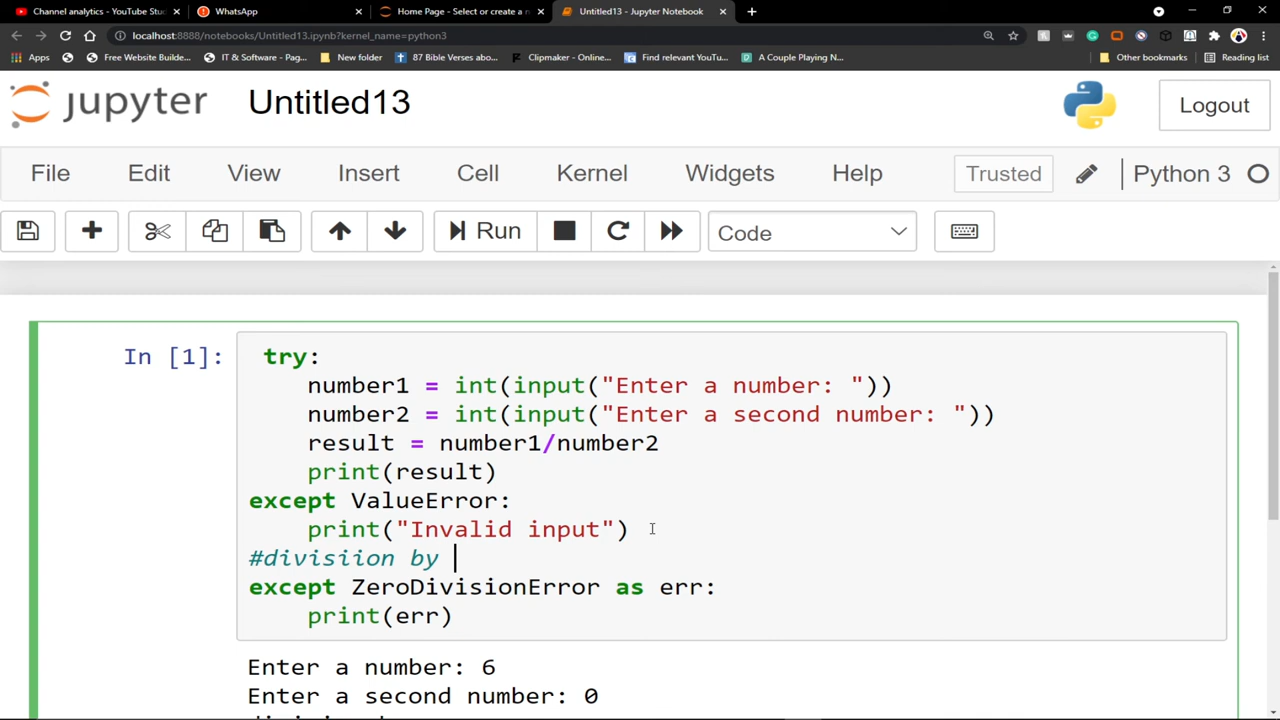 Channel analytics - YouTube Stud
WhatsApp
Home Page - Select or create a n
Untitled13 - Jupyter Notebook
localhost:8888/notebooks/Untitled13.ipynb?kernel_name=python3
Apps
Free Website Builde...
IT & Software - Pag...
New folder
87 Bible Verses abo...
Clipmaker - Online...
Find relevant YouTu...
A Couple Playing N...
Other bookmarks
Reading list
jupyter
Untitled13
Logout
File
Edit
View
Insert
Cell
Kernel
Widgets
Help
Trusted
Python 3
Run
Code
In [1]:
try:
number1 = int(input("Enter a number: "))
number2 = int(input("Enter a second number: "))
result = number1/number2
print(result)
except ValueError:
print("Invalid input")
#divisiion by
except ZeroDivisionError as err:
print(err)
Enter a number: 6
Enter a second number: 0